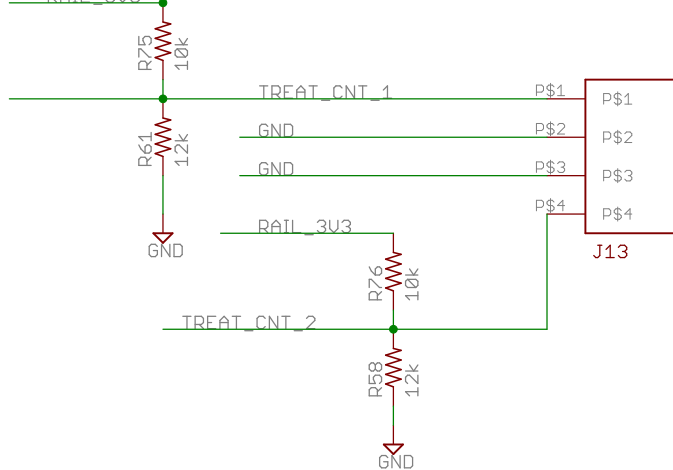 R75
10k
TREAT_CNT_1
P$1
P$1
R61
12k
GND
P$2
P$2
GND
P$3
P$3
P$4
P$4
GND
RAIL_3V3
J13
R76
10k
TREAT_CNT_2
R58
12k
GND